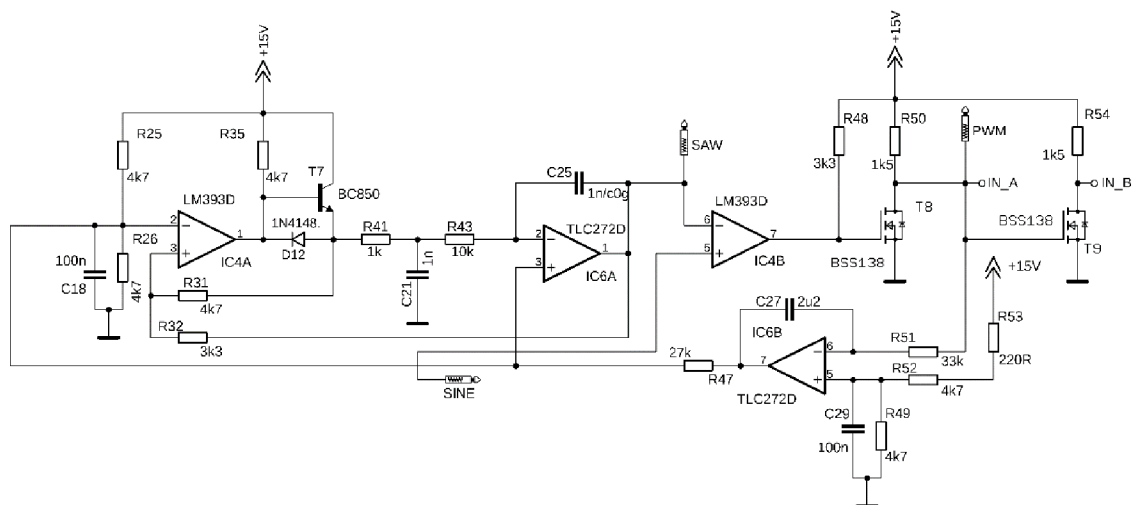 +15V
+15V
R25
4k7
R35
4k7
T7
BC850
LM393D
2
3
1
IC4A
1N4148.
D12
R26
4k7
100n
C18
R31
4k7
R32
3k3
R41
1k
R43
10k
1n
C21
C25
1n/c0g
TLC272D
2
3
1
IC6A
SAW
SINE
LM393D
6
5
7
IC4B
R48
3k3
R50
1k5
PWM
R54
1k5
IN_A
IN_B
T8
BSS138
BSS138
T9
+15V
R53
220R
C27
2u2
IC6B
7
6
5
TLC272D
27k
R47
R51
33k
R52
4k7
C29
100n
R49
4k7